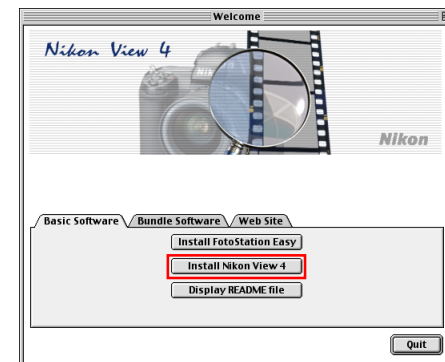 Welcome
Nikon View 4
Nikon
Basic Software Bundle Software Web Site
Install FotoStation Easy
Install Nikon View 4
Display README file
Quit